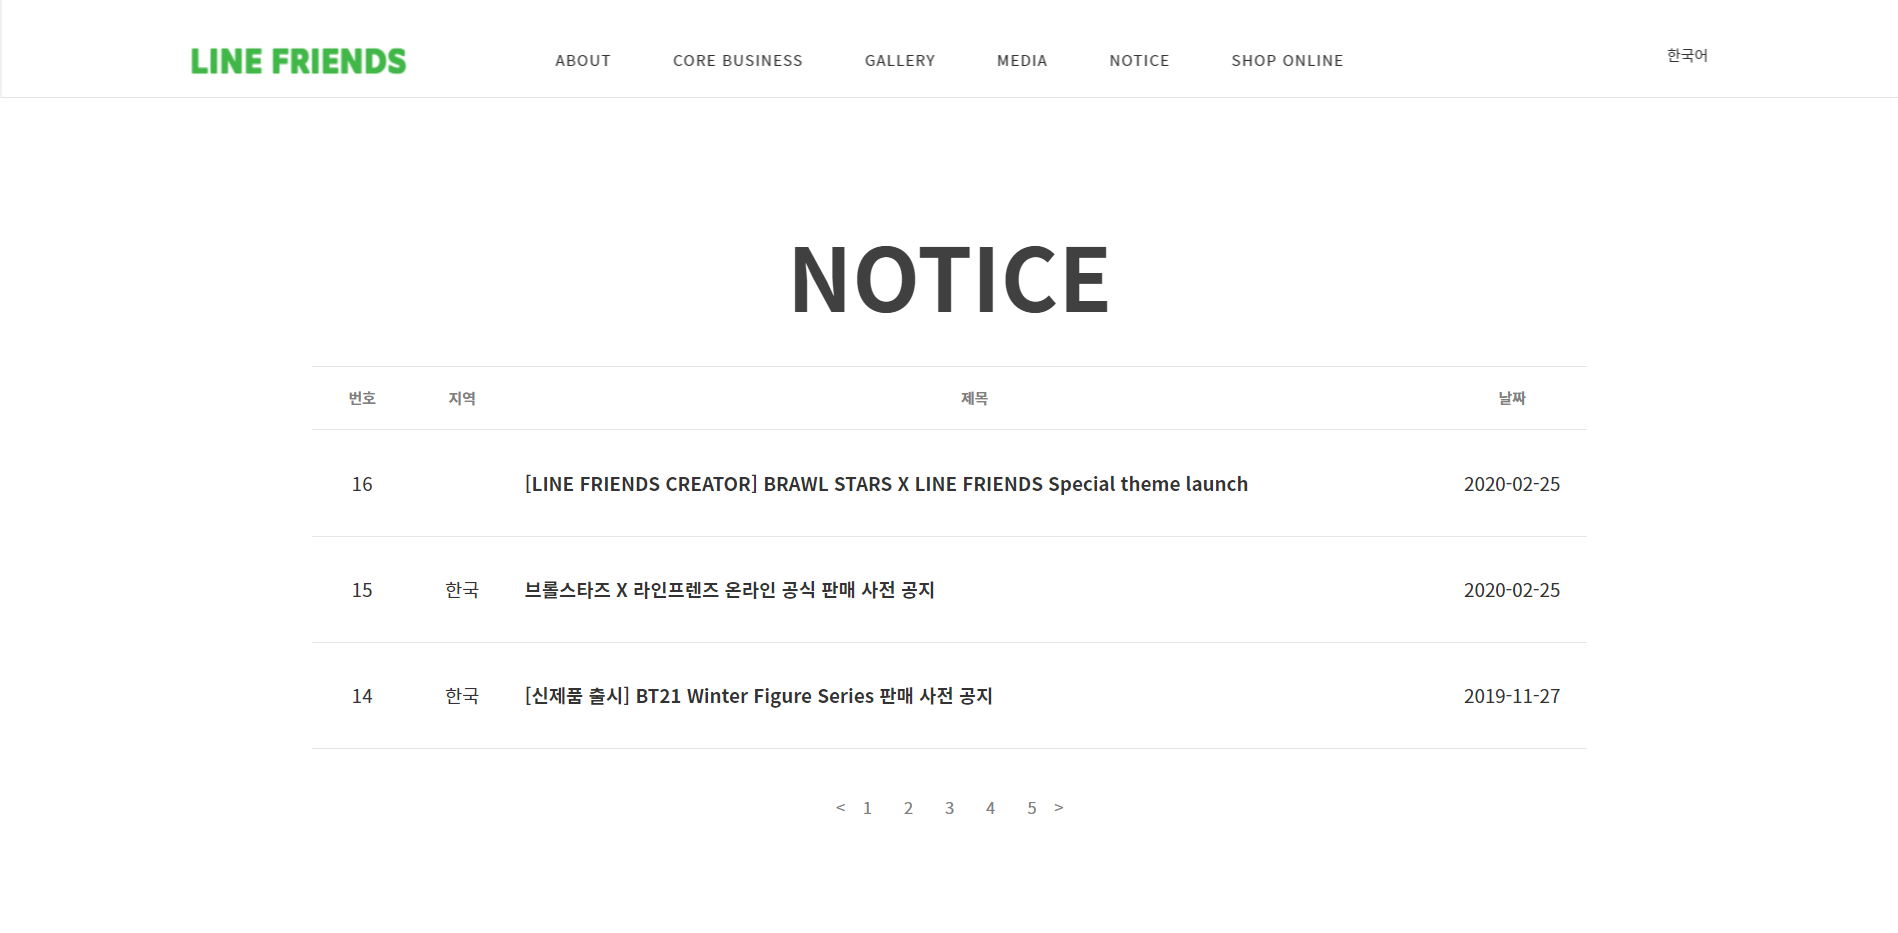 LINE FRIENDS ABOUT CORE BUSINESS GALLERY MEDIA NOTICE SHOP ONLINE 한국어
NOTICE
번호 지역 제목 날짜
16 [LINE FRIENDS CREATOR] BRAWL STARS X LINE FRIENDS Special theme launch 2020-02-25
15 한국 브롤스타즈 X 라인프렌즈 온라인 공식 판매 사전 공지 2020-02-25
14 한국 [신제품 출시] BT21 Winter Figure Series 판매 사전 공지 2019-11-27
< 1 2 3 4 5 >